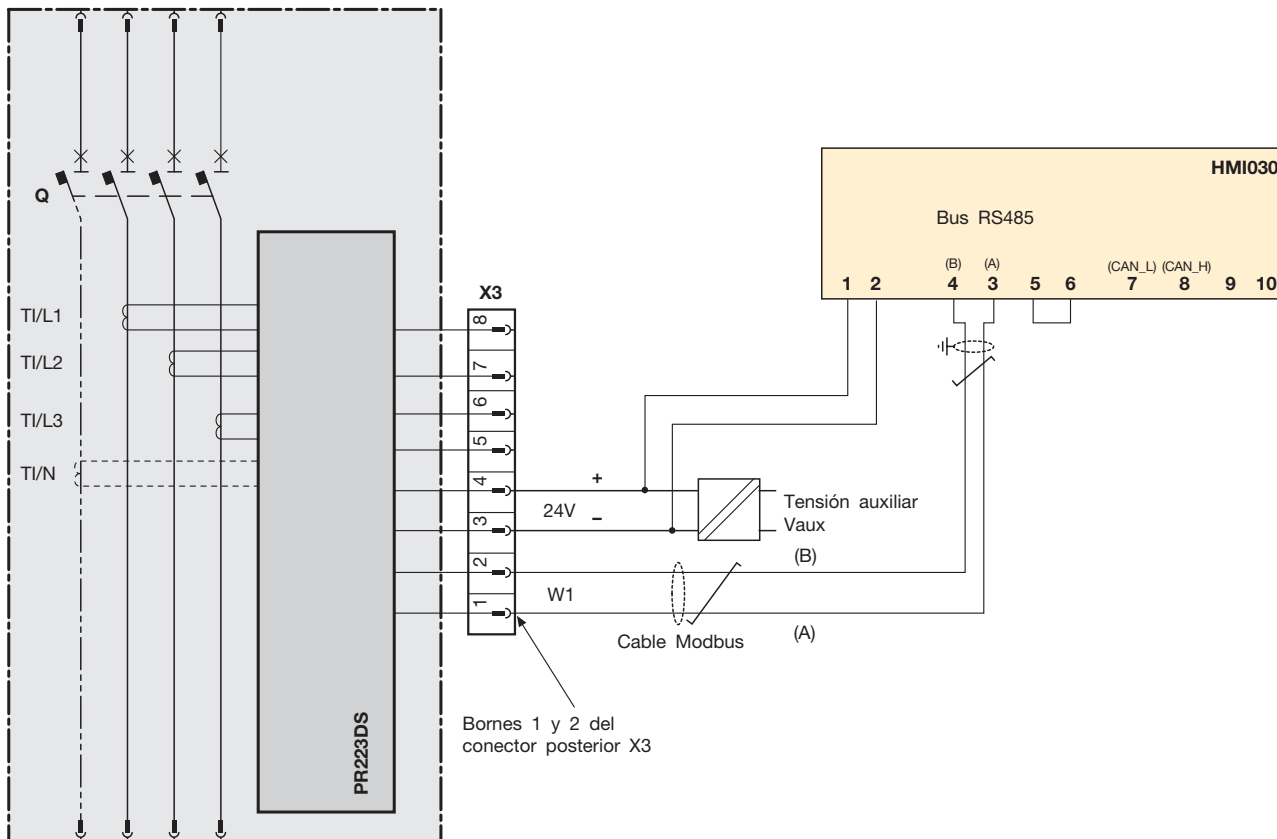 HMI030
Bus RS485
(B) (A) (CAN_L) (CAN_H)
1 2 4 3 5 6 7 8 9 10
Q
X3
TI/L1
TI/L2
TI/L3
TI/N
8
7
6
5
4
3
2
1
+
24V
–
Tensión auxiliar
Vaux
(B)
W1
Cable Modbus
(A)
PR223DS
Bornes 1 y 2 del
conector posterior X3